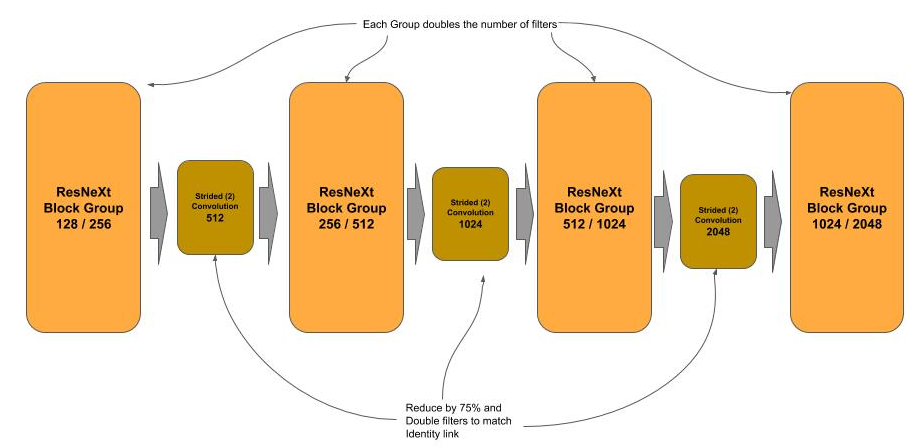 Each Group doubles the number of filters
ResNeXt
Block Group
128 / 256
Strided (2)
Convolution
512
ResNeXt
Block Group
256 / 512
Strided (2)
Convolution
1024
ResNeXt
Block Group
512 / 1024
Strided (2)
Convolution
2048
ResNeXt
Block Group
1024 / 2048
Reduce by 75% and
Double filters to match
Identity link